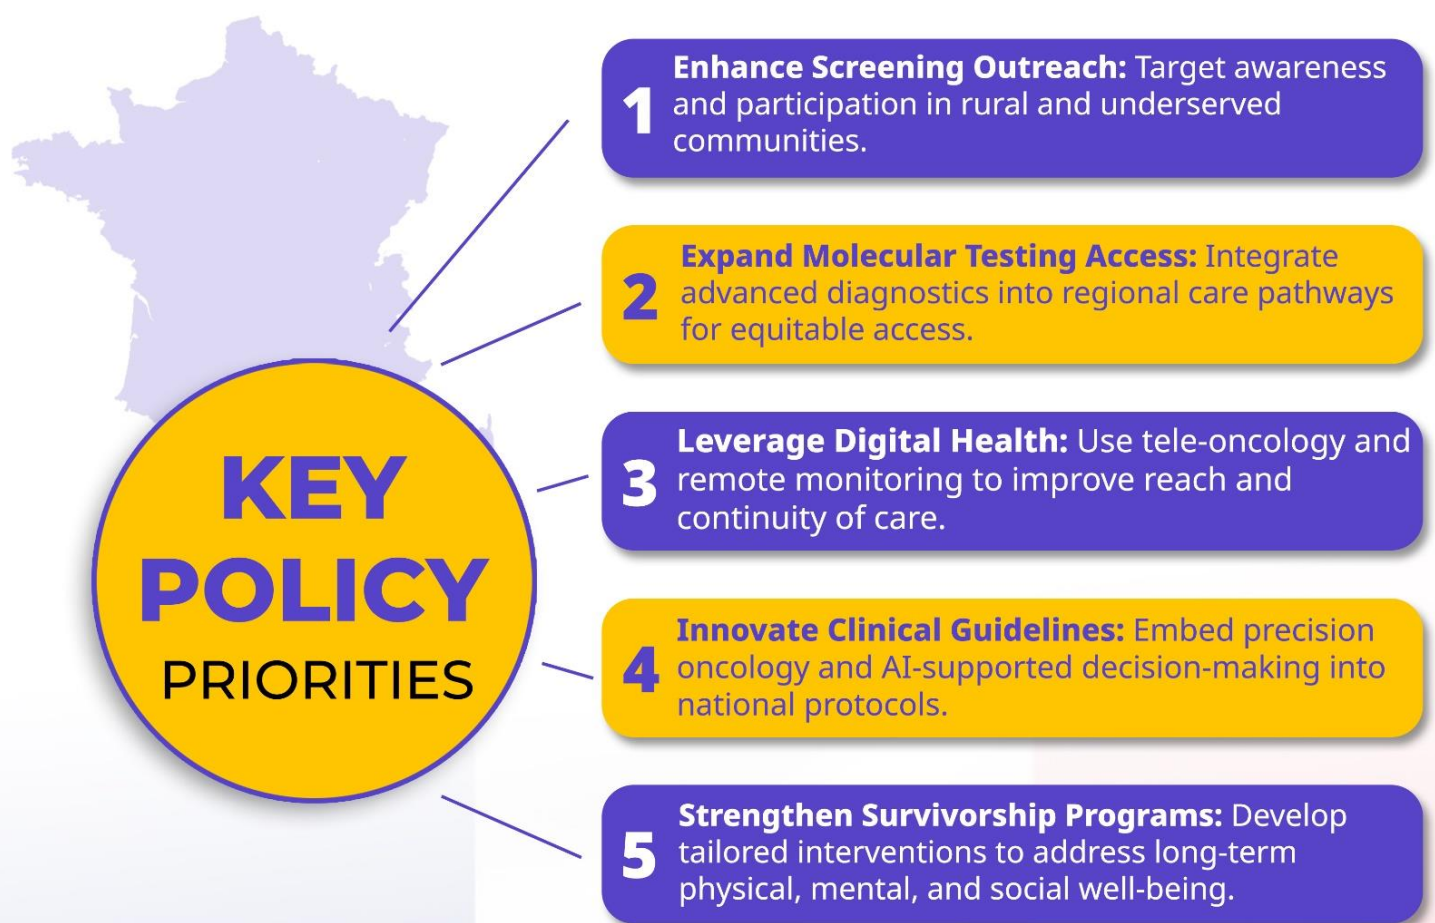 KEY
POLICY
PRIORITIES
1
Enhance Screening Outreach: Target awareness
and participation in rural and underserved
communities.
2
Expand Molecular Testing Access: Integrate
advanced diagnostics into regional care pathways
for equitable access.
3
Leverage Digital Health: Use tele-oncology and
remote monitoring to improve reach and
continuity of care.
4
Innovate Clinical Guidelines: Embed precision
oncology and AI-supported decision-making into
national protocols.
5
Strengthen Survivorship Programs: Develop
tailored interventions to address long-term
physical, mental, and social well-being.